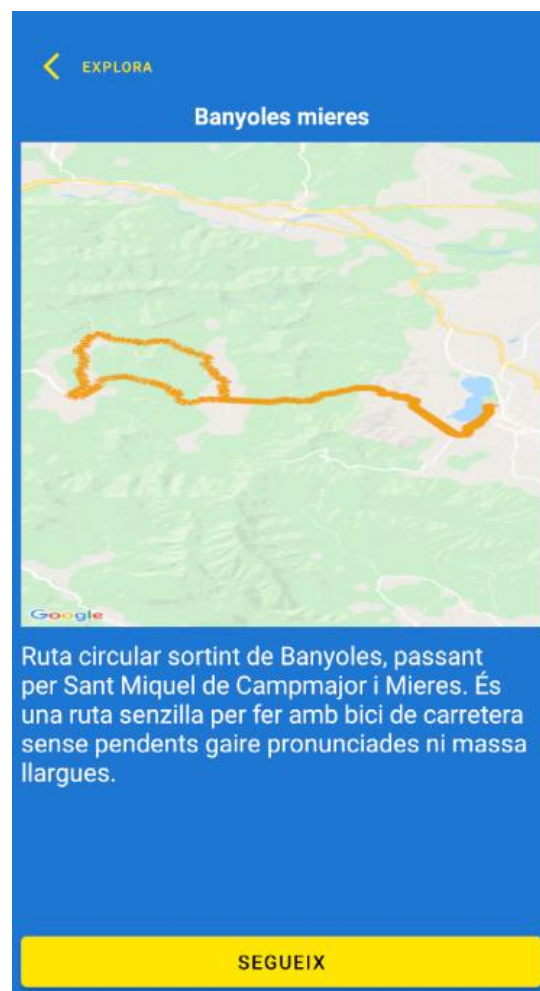 EXPLORA
Banyoles mieres
Google
Ruta circular sortint de Banyoles, passant
per Sant Miquel de Campmajor i Mieres. És
una ruta senzilla per fer amb bici de carretera
sense pendents gaire pronunciades ni massa
llargues.
SEGUEIX